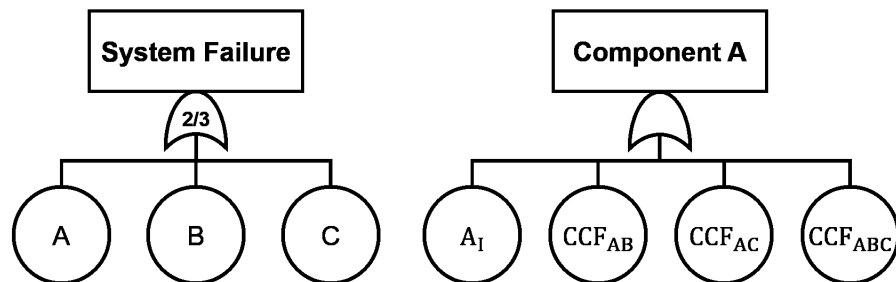 System Failure
Component A
2/3
A
B
C
A_I
CCF_AB
CCF_AC
CCF_ABC